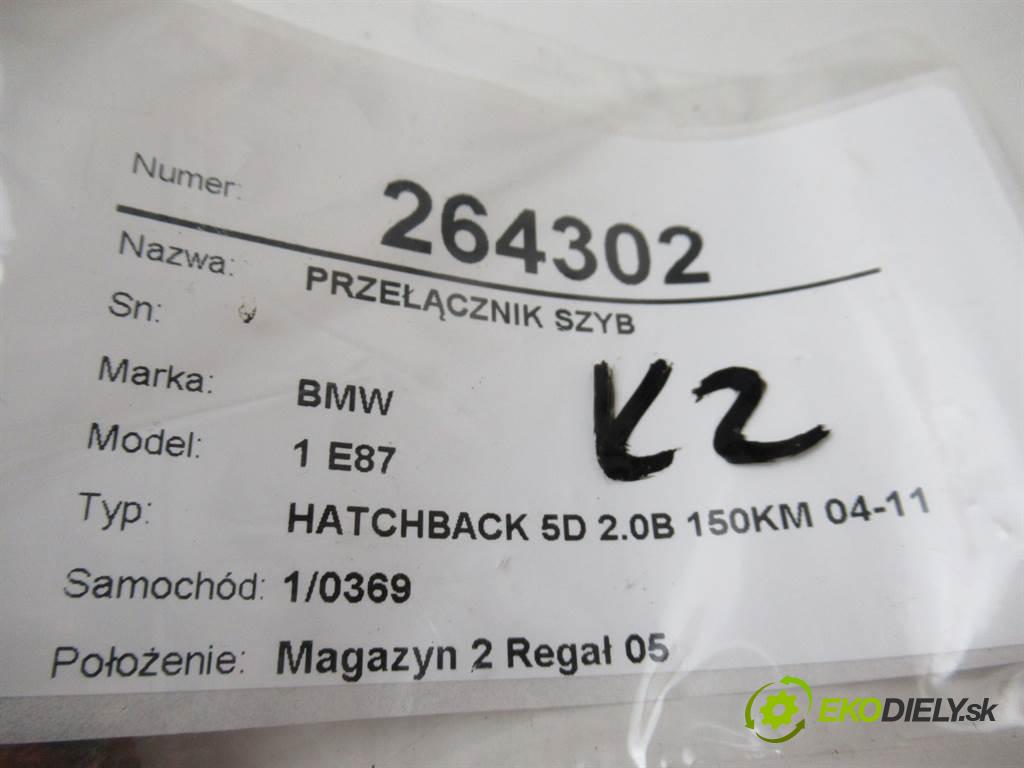 Numer: 264302
Nazwa: PRZEŁĄCZNIK SZYB
Sn:
Marka: BMW
Model: 1 E87
Typ: HATCHBACK 5D 2.0B 150KM 04-11
Samochód: 1/0369
Położenie: Magazyn 2 Regał 05
EKODIELY.sk